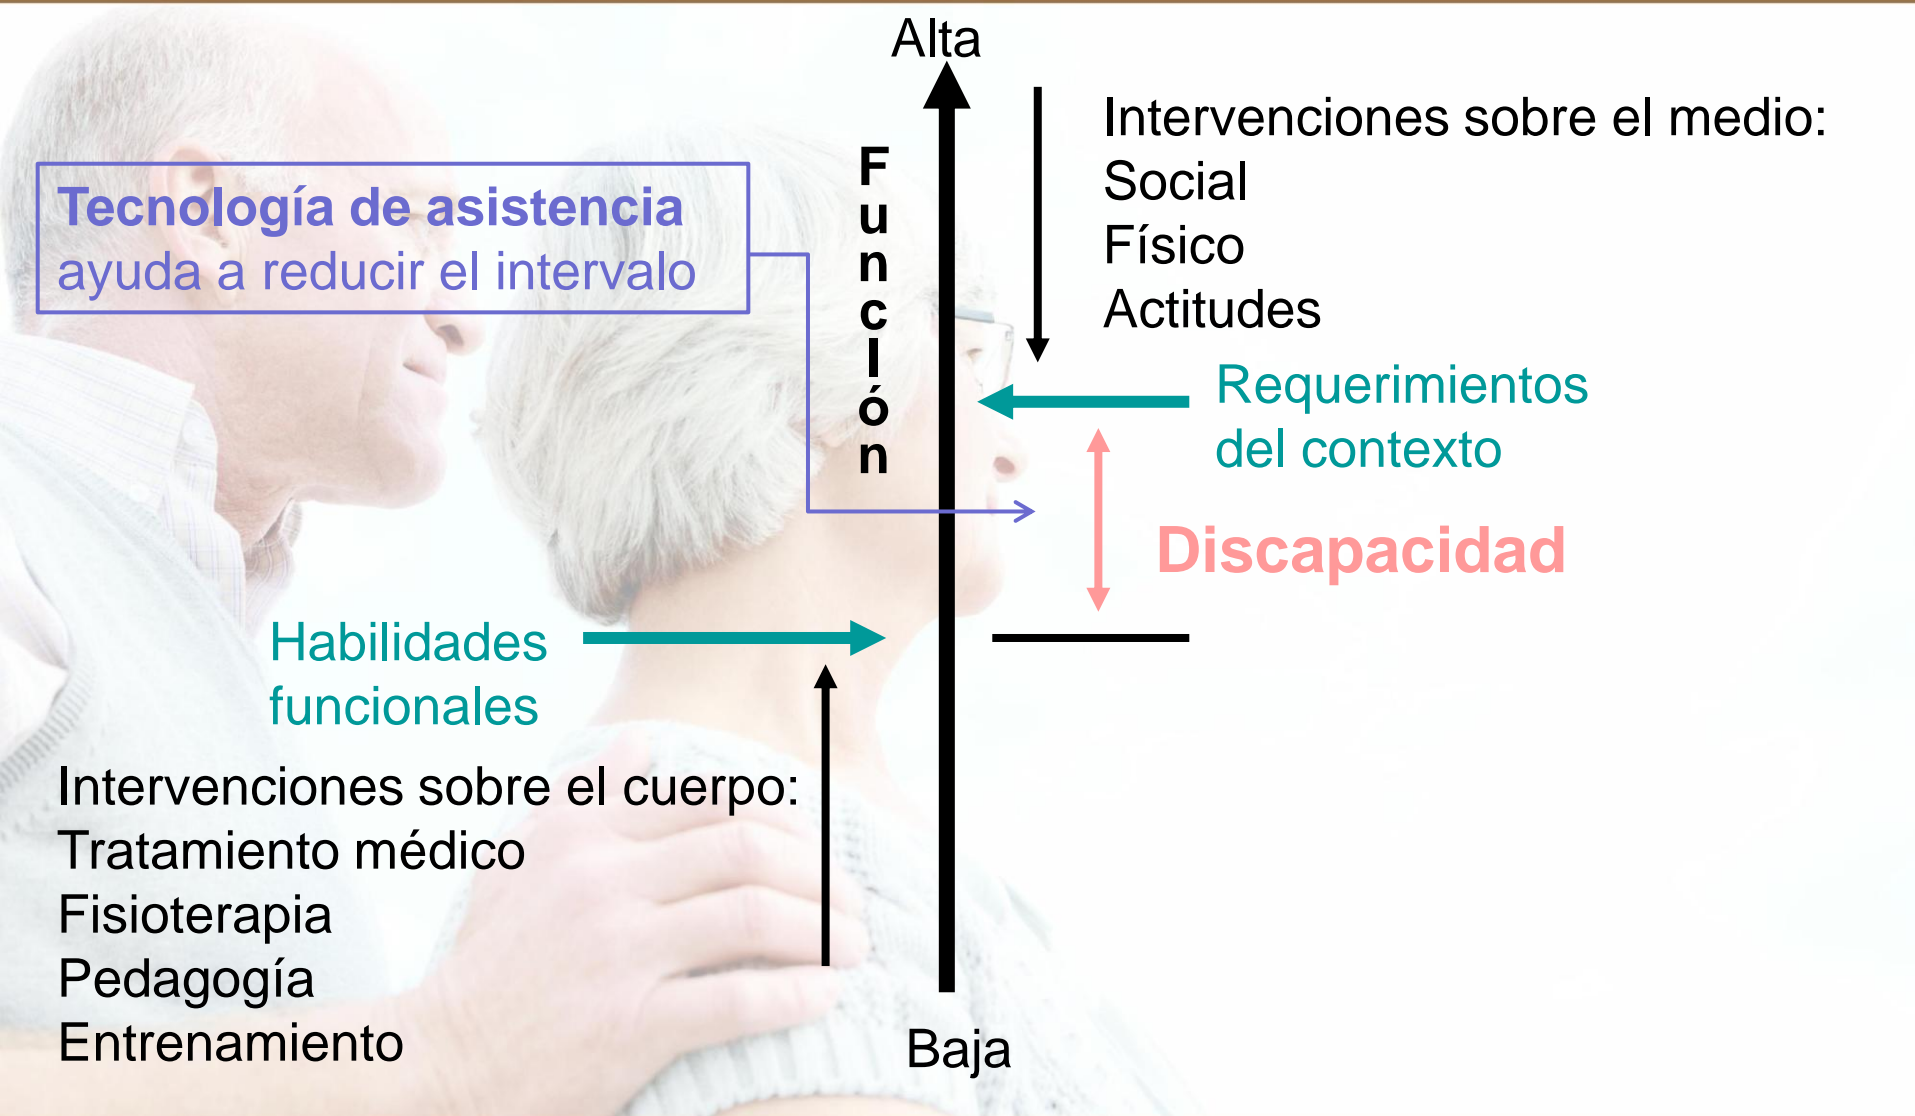 Alta
Función
Tecnología de asistencia
ayuda a reducir el intervalo
Intervenciones sobre el medio:
Social
Físico
Actitudes
Requerimientos
del contexto
Discapacidad
Habilidades
funcionales
Intervenciones sobre el cuerpo:
Tratamiento médico
Fisioterapia
Pedagogía
Entrenamiento
Baja